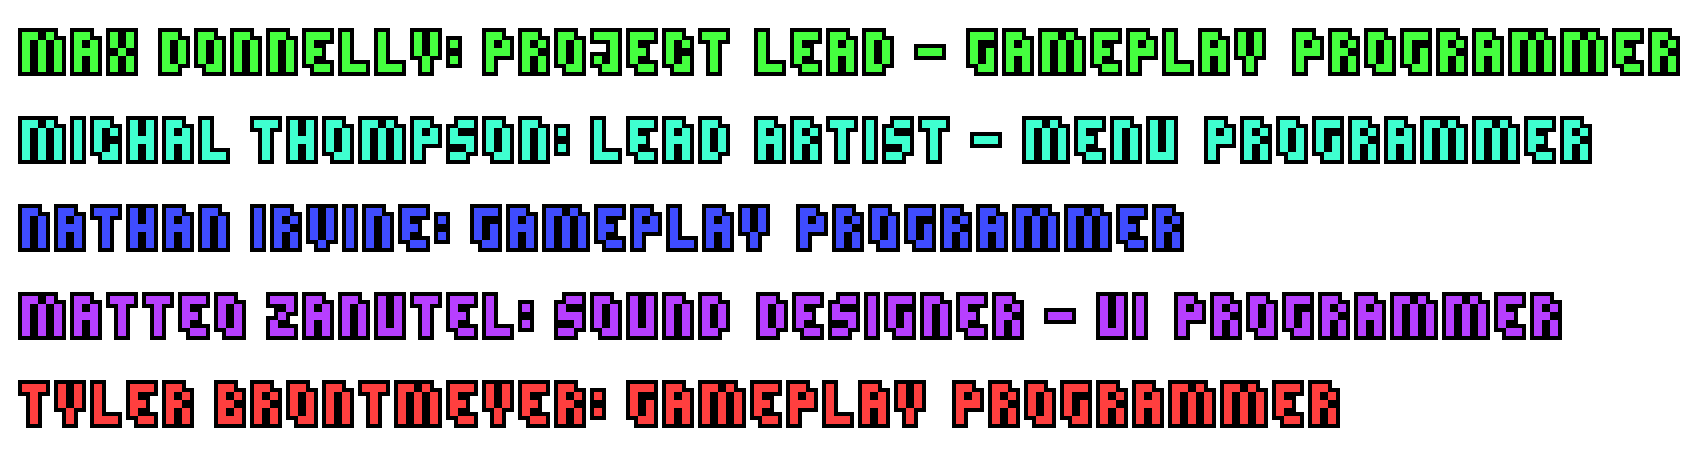 MAX DONNELLY: PROJECT LEAD - GAMEPLAY PROGRAMMER
MICHAL THOMPSON: LEAD ARTIST - MENU PROGRAMMER
NATHAN IRVINE: GAMEPLAY PROGRAMMER
MATTEO ZANUTEL: SOUND DESIGNER - UI PROGRAMMER
TYLER BRONTMEYER: GAMEPLAY PROGRAMMER